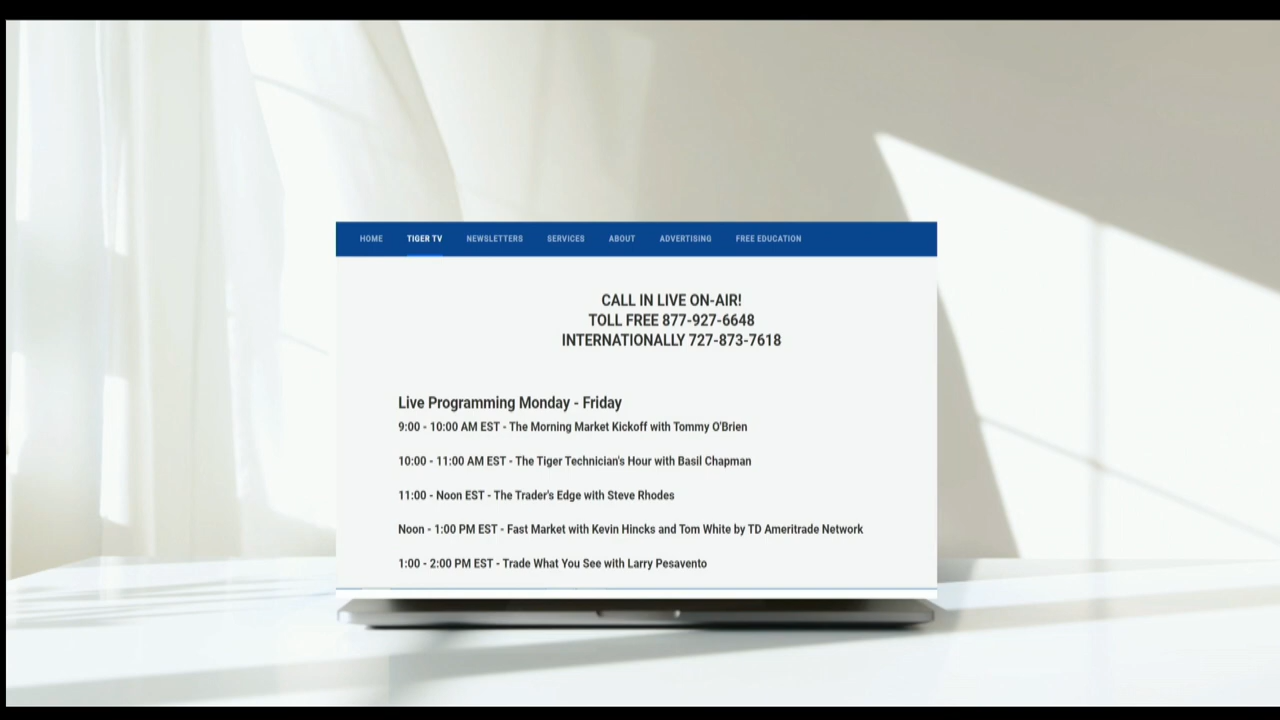 HOME TIGER TV NEWSLETTERS SERVICES ABOUT ADVERTISING FREE EDUCATION
CALL IN LIVE ON-AIR!
TOLL FREE 877-927-6648
INTERNATIONALLY 727-873-7618
Live Programming Monday - Friday
9:00 - 10:00 AM EST - The Morning Market Kickoff with Tommy O'Brien
10:00 - 11:00 AM EST - The Tiger Technician's Hour with Basil Chapman
11:00 - Noon EST - The Trader's Edge with Steve Rhodes
Noon - 1:00 PM EST - Fast Market with Kevin Hincks and Tom White by TD Ameritrade Network
1:00 - 2:00 PM EST - Trade What You See with Larry Pesavento